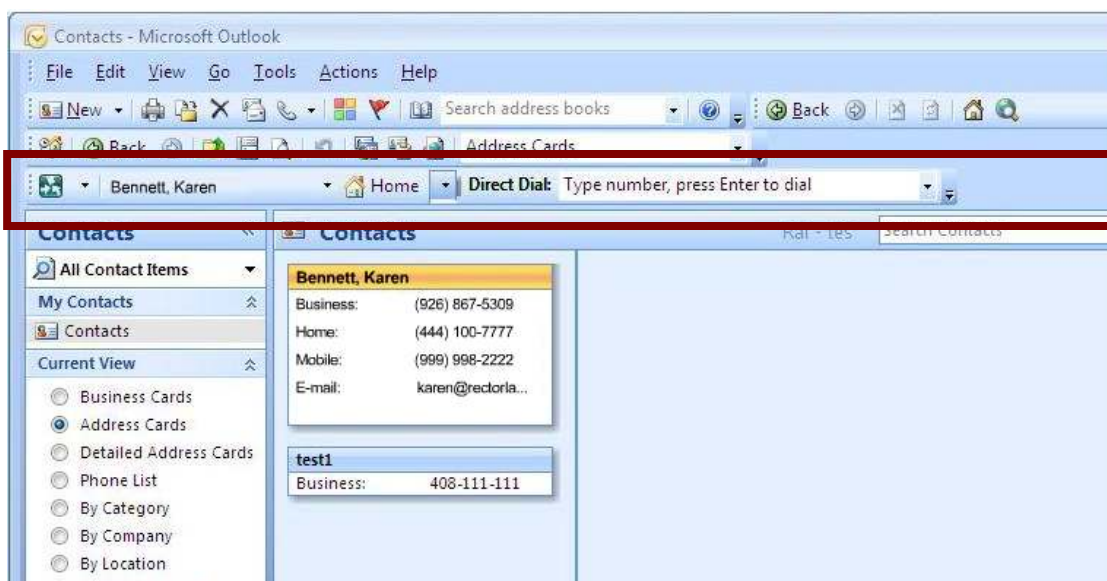 Contacts - Microsoft Outlook
File Edit View Go Tools Actions Help
New Search address books Back
Back Address Cards
Bennett, Karen Home Direct Dial: Type number, press Enter to dial
Contacts Contacts Search Contacts
All Contact Items
My Contacts
Contacts
Current View
Business Cards
Address Cards
Detailed Address Cards
Phone List
By Category
By Company
By Location
Bennett, Karen
Business: (926) 867-5309
Home: (444) 100-7777
Mobile: (999) 998-2222
E-mail: karen@rectorla...
test1
Business: 408-111-111